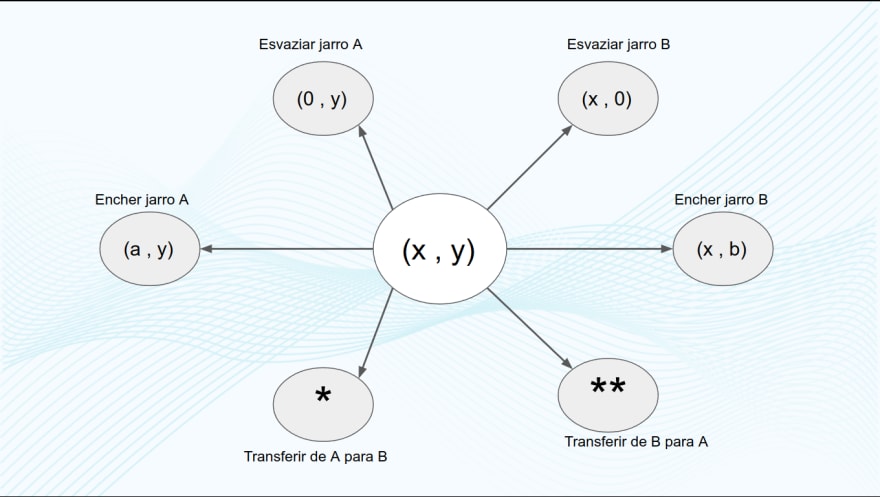 Esvaziar jarro A
Esvaziar jarro B
(0 , y)
(x , 0)
Encher jarro A
Encher jarro B
(a , y)
(x , y)
(x , b)
*
**
Transferir de A para B
Transferir de B para A